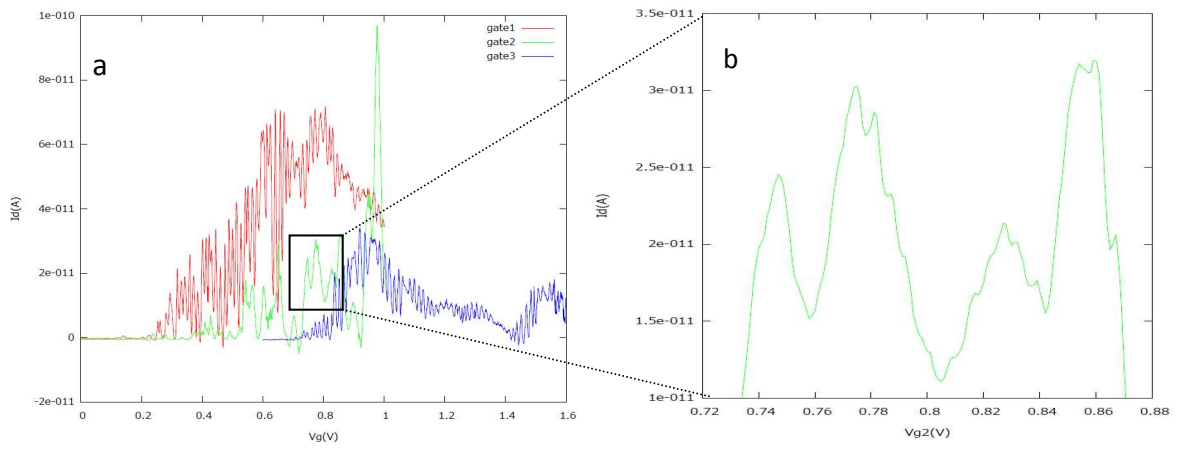 a
1e-010
8e-011
6e-011
4e-011
2e-011
0
-2e-011
Id(A)
0 0.2 0.4 0.6 0.8 1 1.2 1.4 1.6
Vg(V)
gate1
gate2
gate3
b
3.5e-011
3e-011
2.5e-011
2e-011
1.5e-011
1e-011
Id(A)
0.72 0.74 0.76 0.78 0.8 0.82 0.84 0.86 0.88
Vg2(V)